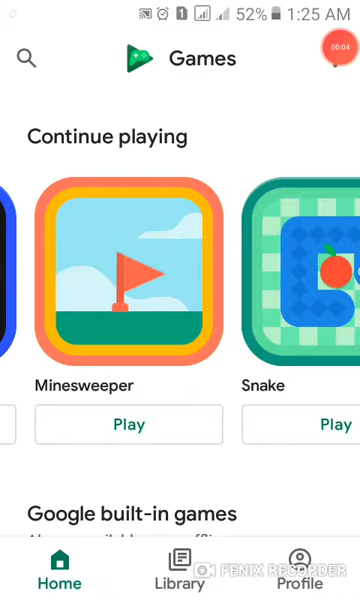 1 52% 1:25 AM
Games
00:04
Continue playing
Minesweeper
Snake
Play
Play
Google built-in games
Home
Library
Profile
FENIX RECORDER